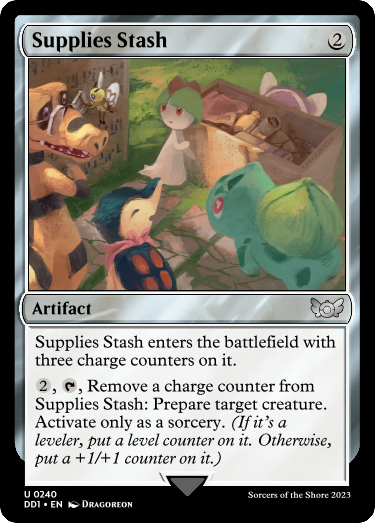 Supplies Stash 2
Artifact
Supplies Stash enters the battlefield with
three charge counters on it.
2, T, Remove a charge counter from
Supplies Stash: Prepare target creature.
Activate only as a sorcery. (If it's a
leveler, put a level counter on it. Otherwise,
put a +1/+1 counter on it.)
U 0240
DD1 • EN Dragoreon
Sorcers of the Shore 2023